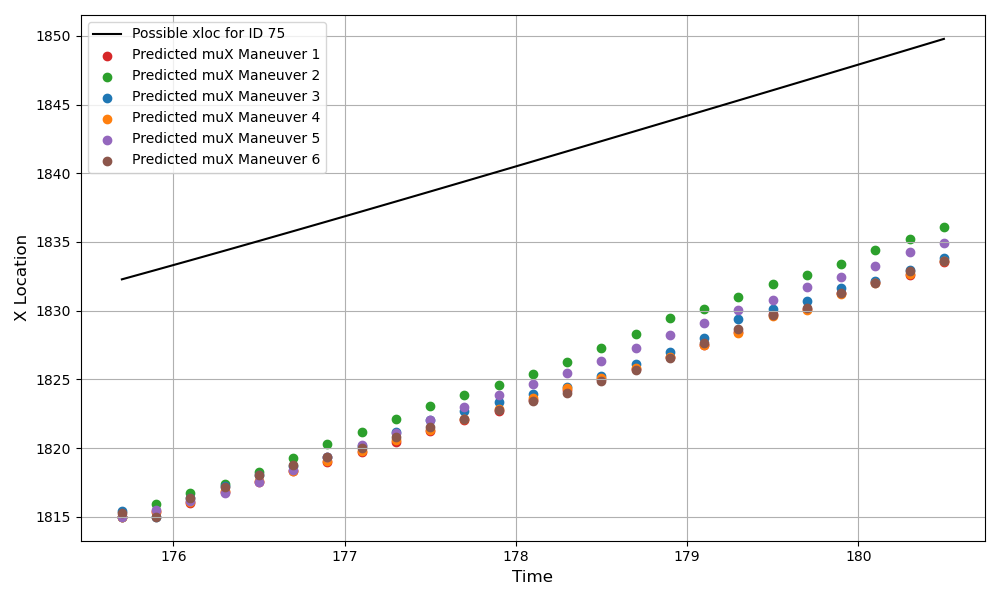 Possible xloc for ID 75
Predicted muX Maneuver 1
Predicted muX Maneuver 2
Predicted muX Maneuver 3
Predicted muX Maneuver 4
Predicted muX Maneuver 5
Predicted muX Maneuver 6
X Location
1850
1845
1840
1835
1830
1825
1820
1815
176 177 178 179 180
Time